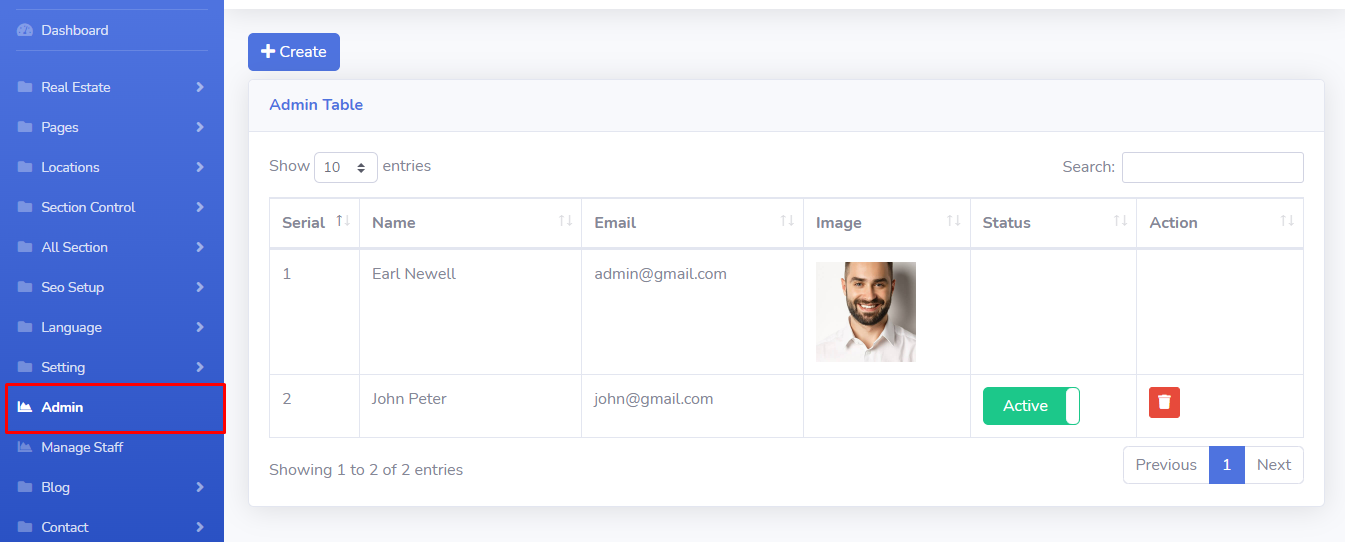 Dashboard
Real Estate
Pages
Locations
Section Control
All Section
Seo Setup
Language
Setting
Admin
Manage Staff
Blog
Contact
Create
Admin Table
Show 10 entries
Search:
Serial Name Email Image Status Action
1 Earl Newell admin@gmail.com
2 John Peter john@gmail.com Active
Showing 1 to 2 of 2 entries
Previous 1 Next